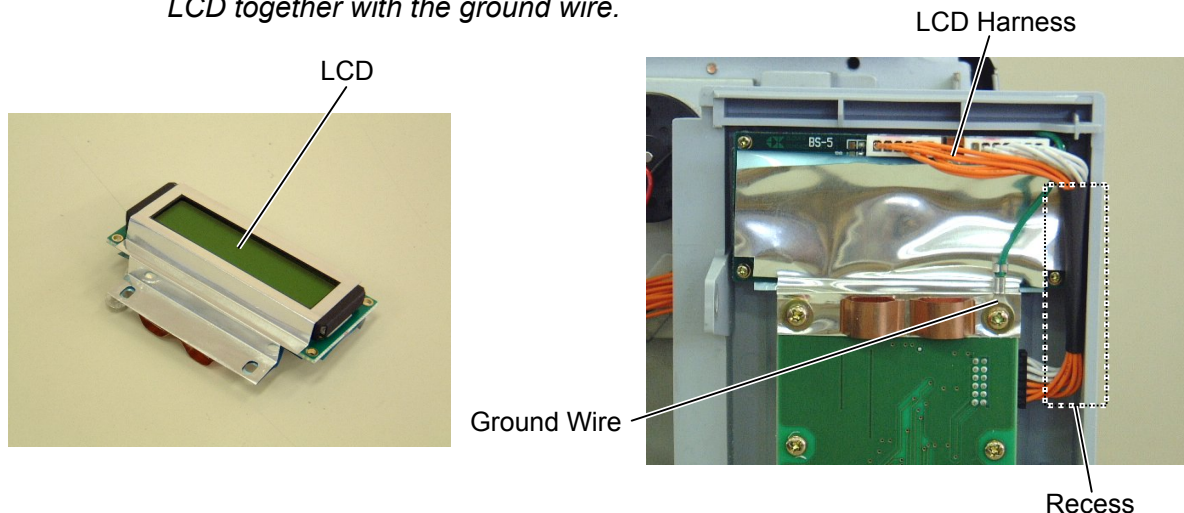 LCD together with the ground wire.
LCD Harness
LCD
BS-5
Ground Wire
Recess